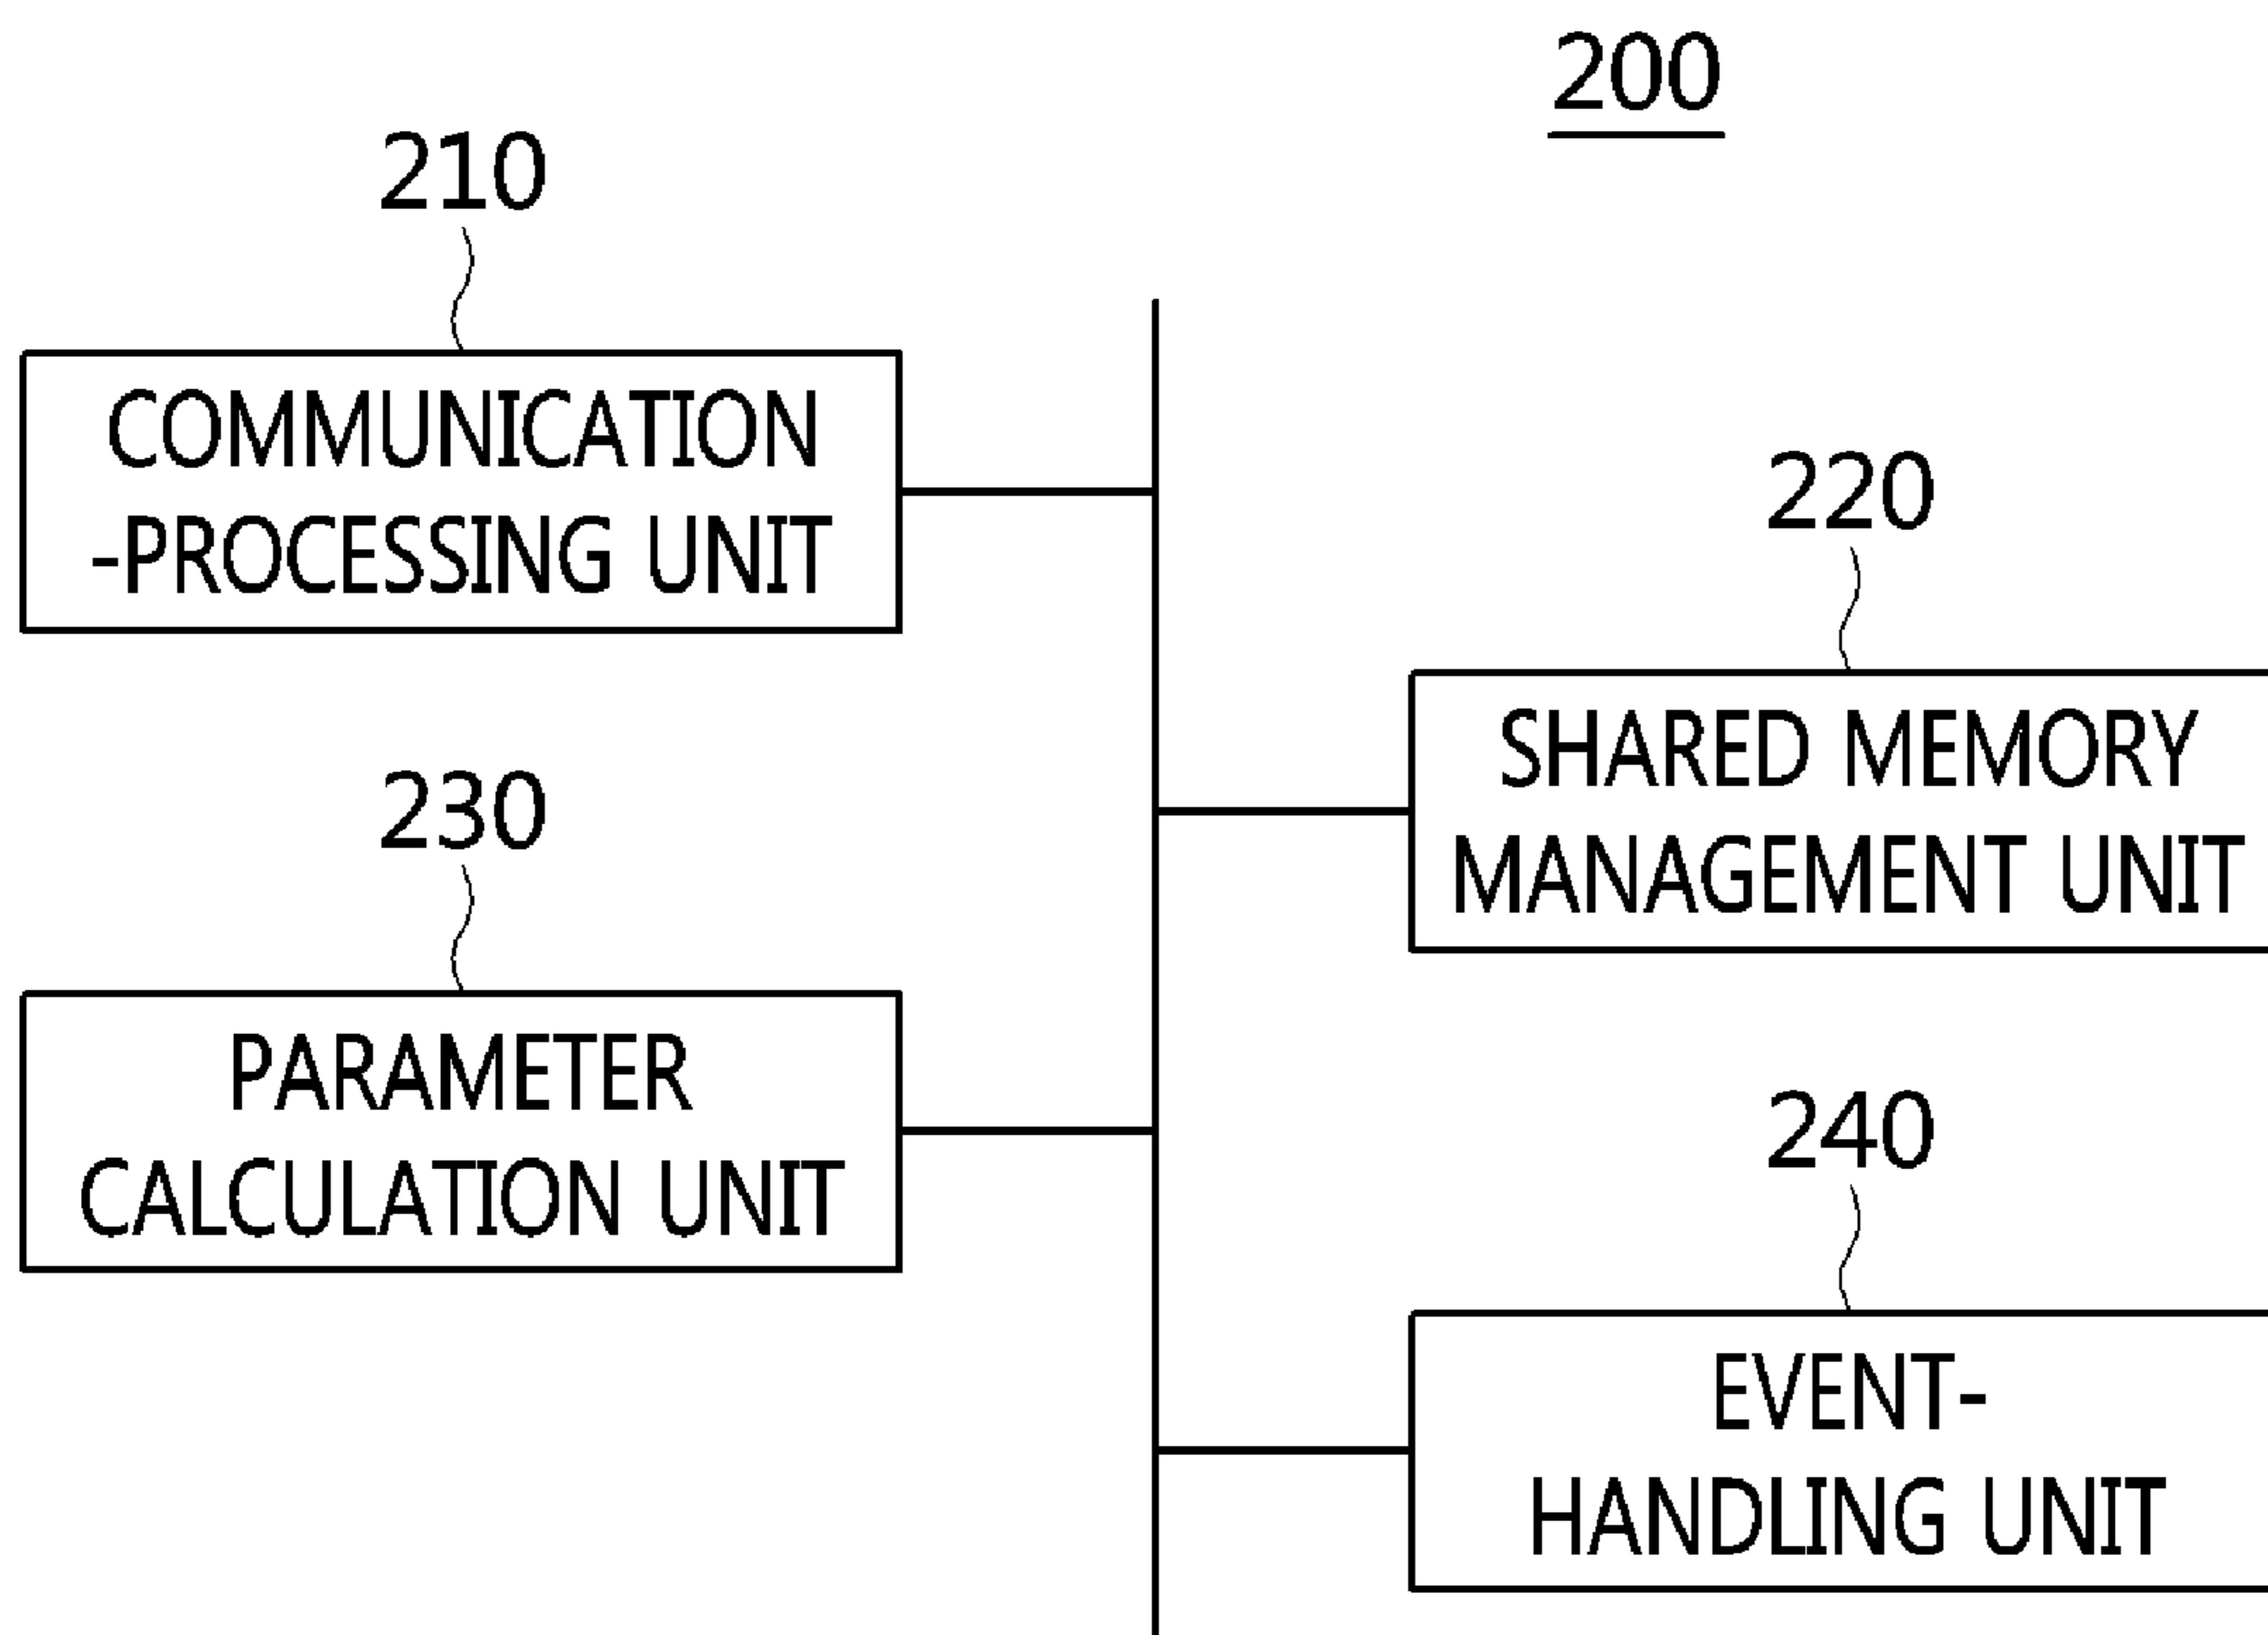 200
210
COMMUNICATION
-PROCESSING UNIT
220
SHARED MEMORY
MANAGEMENT UNIT
230
PARAMETER
CALCULATION UNIT
240
EVENT-
HANDLING UNIT